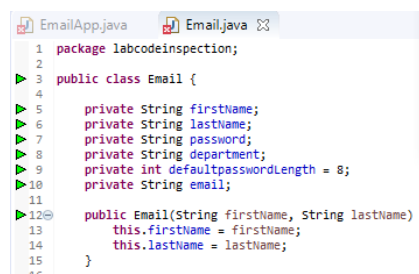 EmailApp.java Email.java
1 package labcodeinspection;
2
3 public class Email {
4
5 private String firstName;
6 private String lastName;
7 private String password;
8 private String department;
9 private int defaultpasswordLength = 8;
10 private String email;
11
12 public Email(String firstName, String lastName)
13 this.firstName = firstName;
14 this.lastName = lastName;
15 }